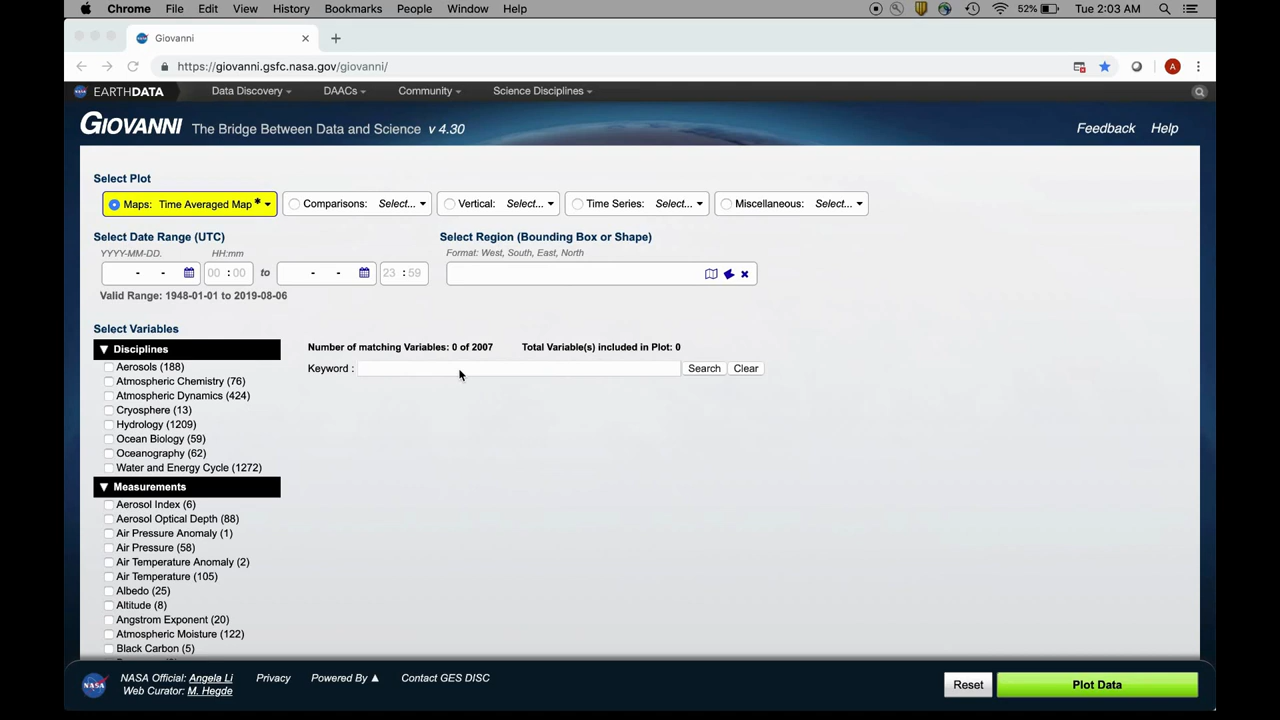 Chrome File Edit View History Bookmarks People Window Help 52% Tue 2:03 AM
Giovanni
https://giovanni.gsfc.nasa.gov/giovanni/ A
EARTHDATA Data Discovery DAACs Community Science Disciplines
GIOVANNI The Bridge Between Data and Science v 4.30 Feedback Help
Select Plot
Maps: Time Averaged Map * Comparisons: Select... Vertical: Select... Time Series: Select... Miscellaneous: Select...
Select Date Range (UTC) Select Region (Bounding Box or Shape)
YYYY-MM-DD. HH:mm Format: West, South, East, North
- - 00 : 00 to - - 23 : 59
Valid Range: 1948-01-01 to 2019-08-06
Select Variables
Disciplines Number of matching Variables: 0 of 2007 Total Variable(s) included in Plot: 0
Aerosols (188) Keyword : Search Clear
Atmospheric Chemistry (76)
Atmospheric Dynamics (424)
Cryosphere (13)
Hydrology (1209)
Ocean Biology (59)
Oceanography (62)
Water and Energy Cycle (1272)
Measurements
Aerosol Index (6)
Aerosol Optical Depth (88)
Air Pressure Anomaly (1)
Air Pressure (58)
Air Temperature Anomaly (2)
Air Temperature (105)
Albedo (25)
Altitude (8)
Angstrom Exponent (20)
Atmospheric Moisture (122)
Black Carbon (5)
NASA Official: Angela Li Privacy Powered By Contact GES DISC Reset Plot Data
Web Curator: M. Hegde
NASA